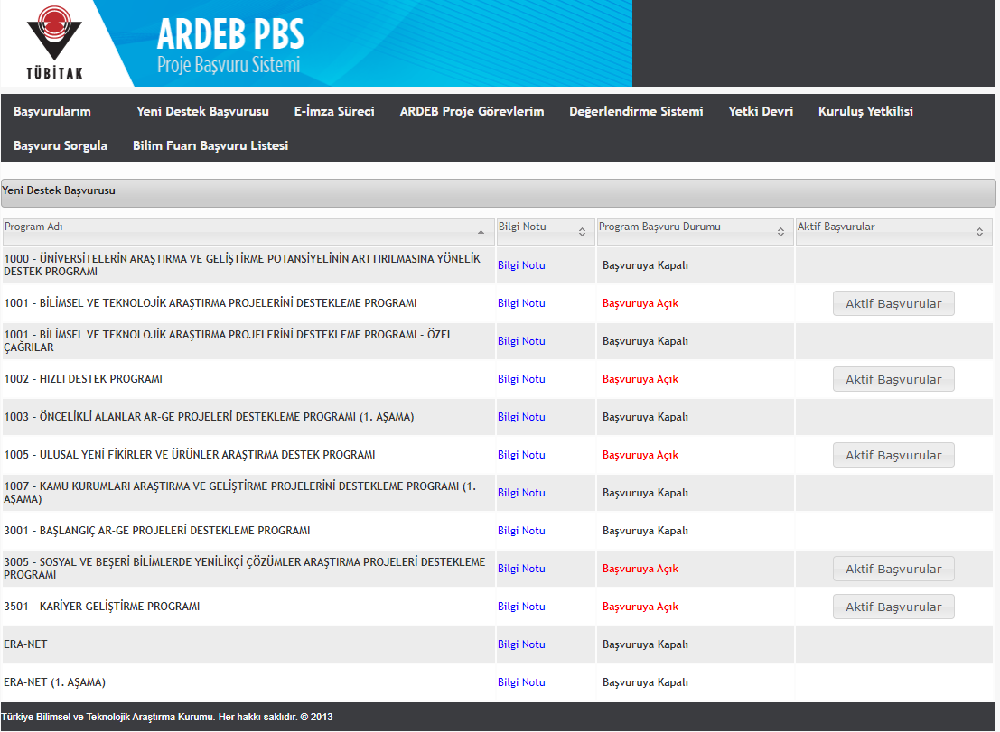 TÜBİTAK
ARDEB PBS
Proje Başvuru Sistemi
Başvurularım Yeni Destek Başvurusu E-İmza Süreci ARDEB Proje Görevlerim Değerlendirme Sistemi Yetki Devri Kuruluş Yetkilisi
Başvuru Sorgula Bilim Fuarı Başvuru Listesi
Yeni Destek Başvurusu
Program Adı Bilgi Notu Program Başvuru Durumu Aktif Başvurular
1000 - ÜNİVERSİTELERİN ARAŞTIRMA VE GELİŞTİRME POTANSİYELİNİN ARTTIRILMASINA YÖNELİK
DESTEK PROGRAMI
Bilgi Notu Başvuruya Kapalı
1001 - BİLİMSEL VE TEKNOLOJİK ARAŞTIRMA PROJELERİNİ DESTEKLEME PROGRAMI Bilgi Notu Başvuruya Açık Aktif Başvurular
1001 - BİLİMSEL VE TEKNOLOJİK ARAŞTIRMA PROJELERİNİ DESTEKLEME PROGRAMI - ÖZEL
ÇAĞRILAR
Bilgi Notu Başvuruya Kapalı
1002 - HIZLI DESTEK PROGRAMI Bilgi Notu Başvuruya Açık Aktif Başvurular
1003 - ÖNCELİKLİ ALANLAR AR-GE PROJELERİ DESTEKLEME PROGRAMI (1. AŞAMA) Bilgi Notu Başvuruya Kapalı
1005 - ULUSAL YENİ FİKİRLER VE ÜRÜNLER ARAŞTIRMA DESTEK PROGRAMI Bilgi Notu Başvuruya Açık Aktif Başvurular
1007 - KAMU KURUMLARI ARAŞTIRMA VE GELİŞTİRME PROJELERİNİ DESTEKLEME PROGRAMI (1.
AŞAMA)
Bilgi Notu Başvuruya Kapalı
3001 - BAŞLANGIÇ AR-GE PROJELERİ DESTEKLEME PROGRAMI Bilgi Notu Başvuruya Kapalı
3005 - SOSYAL VE BEŞERİ BİLİMLERDE YENİLİKÇİ ÇÖZÜMLER ARAŞTIRMA PROJELERİ DESTEKLEME
PROGRAMI
Bilgi Notu Başvuruya Açık Aktif Başvurular
3501 - KARİYER GELİŞTİRME PROGRAMI Bilgi Notu Başvuruya Açık Aktif Başvurular
ERA-NET Bilgi Notu Başvuruya Kapalı
ERA-NET (1. AŞAMA) Bilgi Notu Başvuruya Kapalı
Türkiye Bilimsel ve Teknolojik Araştırma Kurumu. Her hakkı saklıdır. © 2013